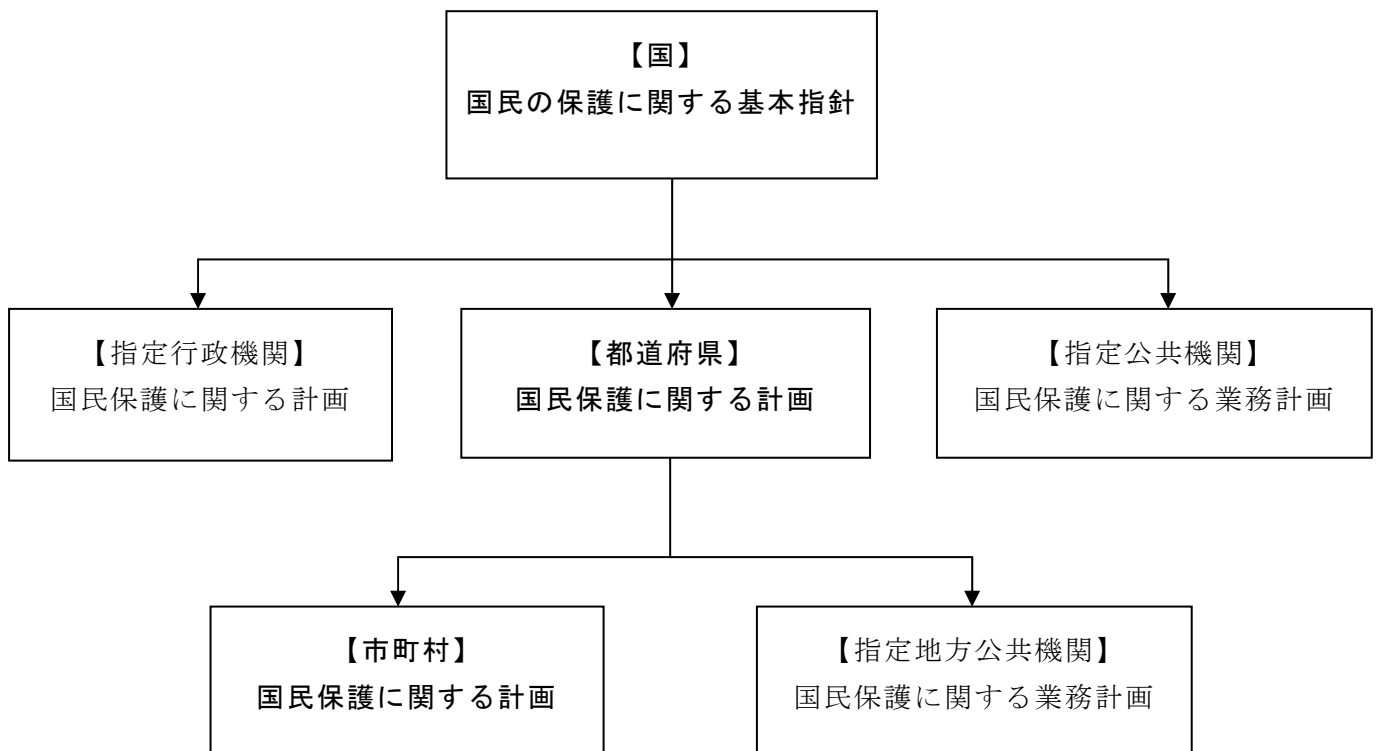 【国】
国民の保護に関する基本指針
【指定行政機関】
国民保護に関する計画
【都道府県】
国民保護に関する計画
【指定公共機関】
国民保護に関する業務計画
【市町村】
国民保護に関する計画
【指定地方公共機関】
国民保護に関する業務計画